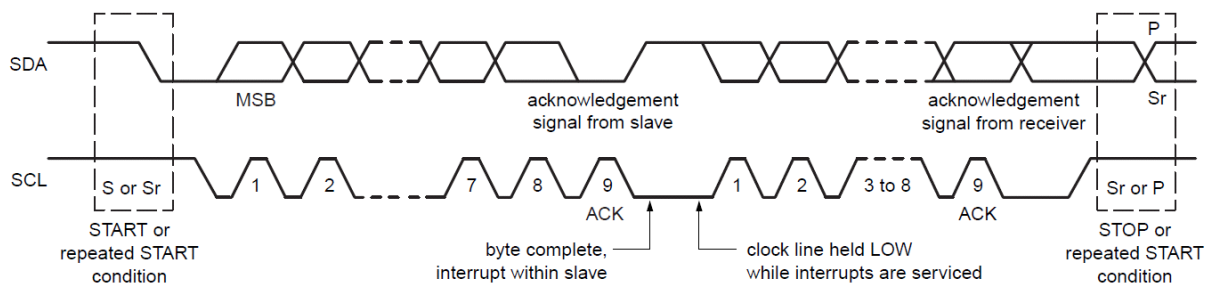 P
SDA
MSB
acknowledgement
signal from slave
acknowledgement
signal from receiver
Sr
SCL
S or Sr
1
2
7
8
9
1
2
3 to 8
9
Sr or P
ACK
ACK
START or
repeated START
condition
byte complete,
interrupt within slave
clock line held LOW
while interrupts are serviced
STOP or
repeated START
condition